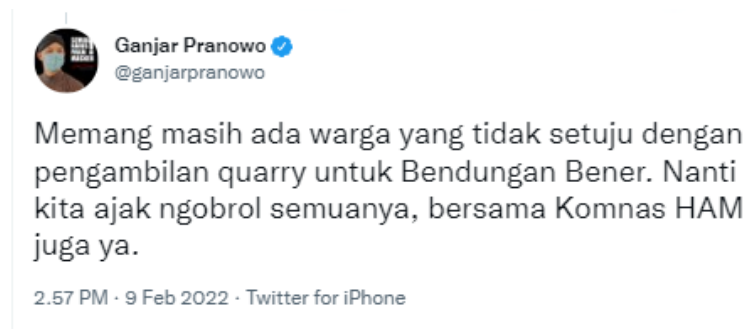 Ganjar Pranowo
@ganjarpranowo
Memang masih ada warga yang tidak setuju dengan
pengambilan quarry untuk Bendungan Bener. Nanti
kita ajak ngobrol semuanya, bersama Komnas HAM
juga ya.
2.57 PM · 9 Feb 2022 · Twitter for iPhone